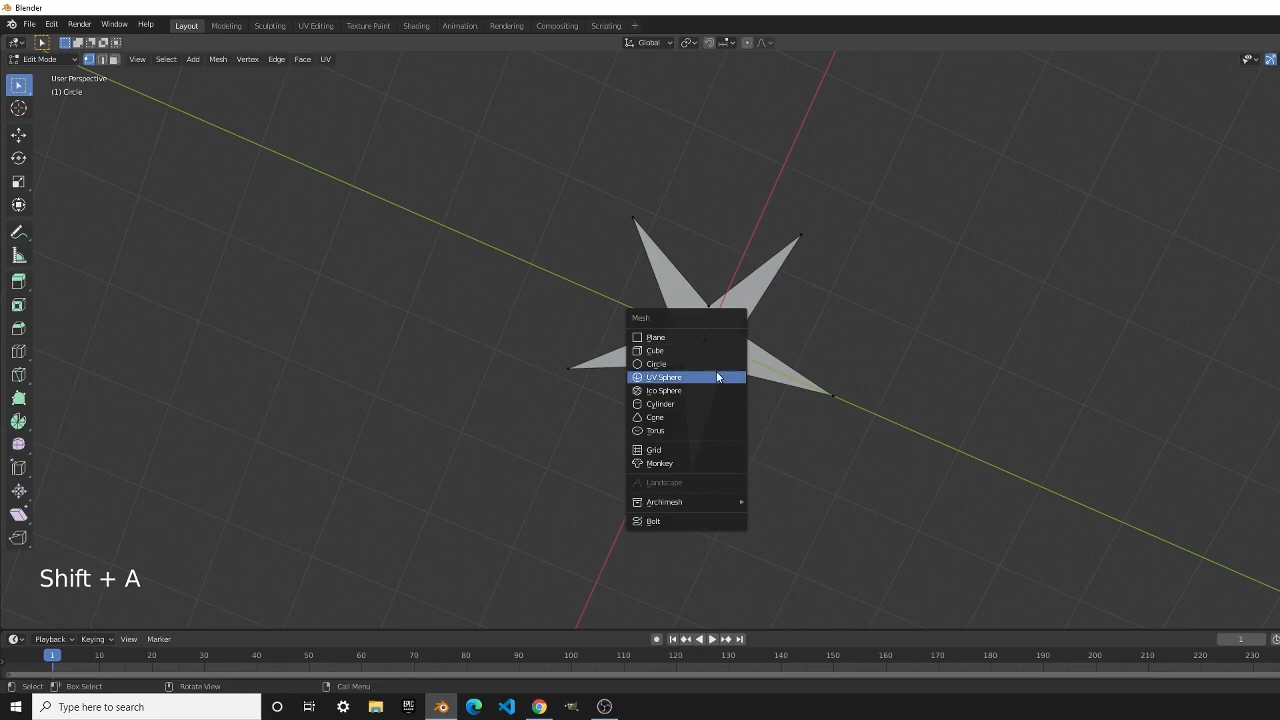 Blender
File Edit Render Window Help Layout Modeling Sculpting UV Editing Texture Paint Shading Animation Rendering Compositing Scripting +
Global
Edit Mode View Select Add Mesh Vertex Edge Face UV
User Perspective
(1) Circle
Mesh
Plane
Cube
Circle
UV Sphere
Ico Sphere
Cylinder
Cone
Torus
Grid
Monkey
Landscape
Archimesh
Bolt
Shift + A
Playback Keying View Marker 1
1 10 20 30 40 50 60 70 80 90 100 110 120 130 140 150 160 170 180 190 200 210 220 230
Select Box Select Rotate View Call Menu
Type here to search